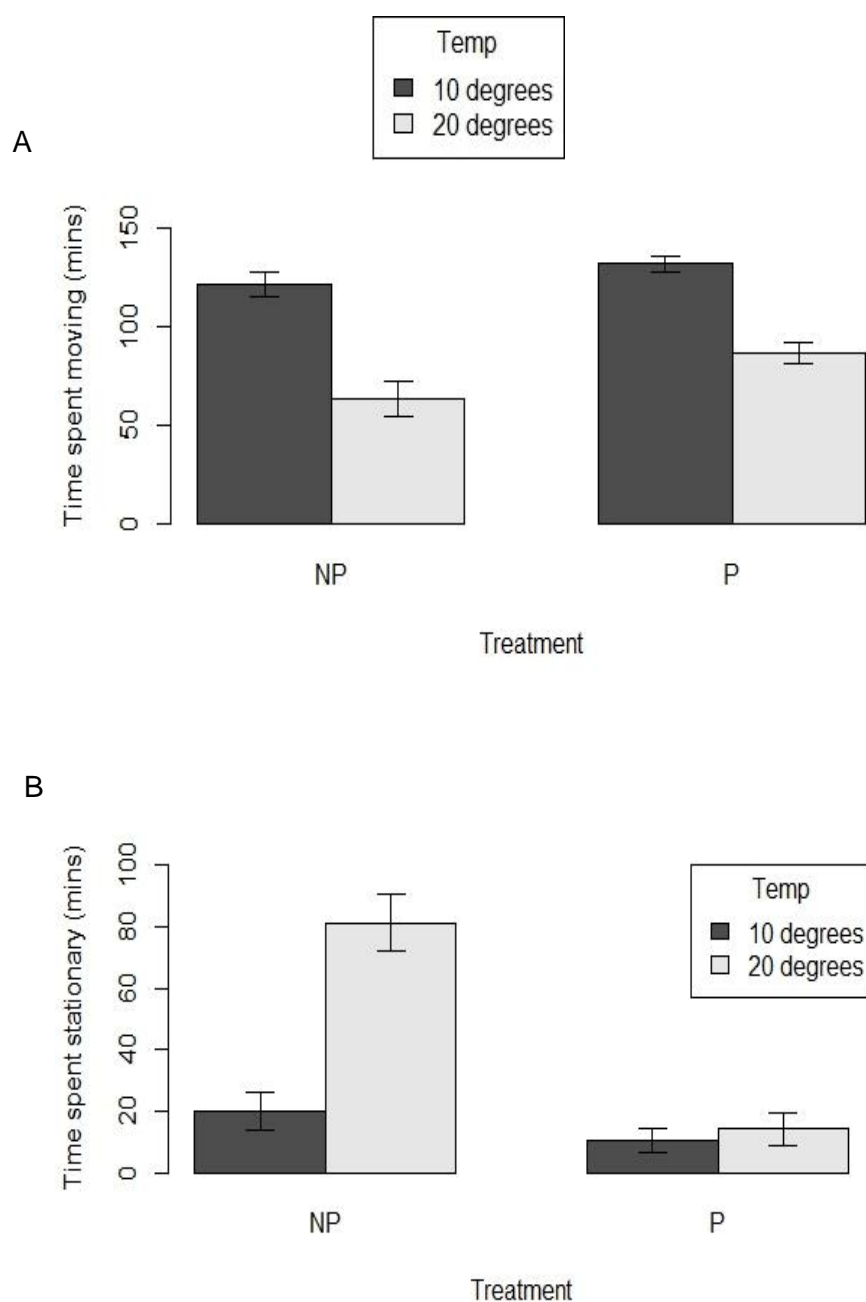 Temp
10 degrees
20 degrees
A
Time spent moving (mins)
150
100
50
0
NP P
Treatment
B
Time spent stationary (mins)
100
80
60
40
20
0
Temp
10 degrees
20 degrees
NP P
Treatment